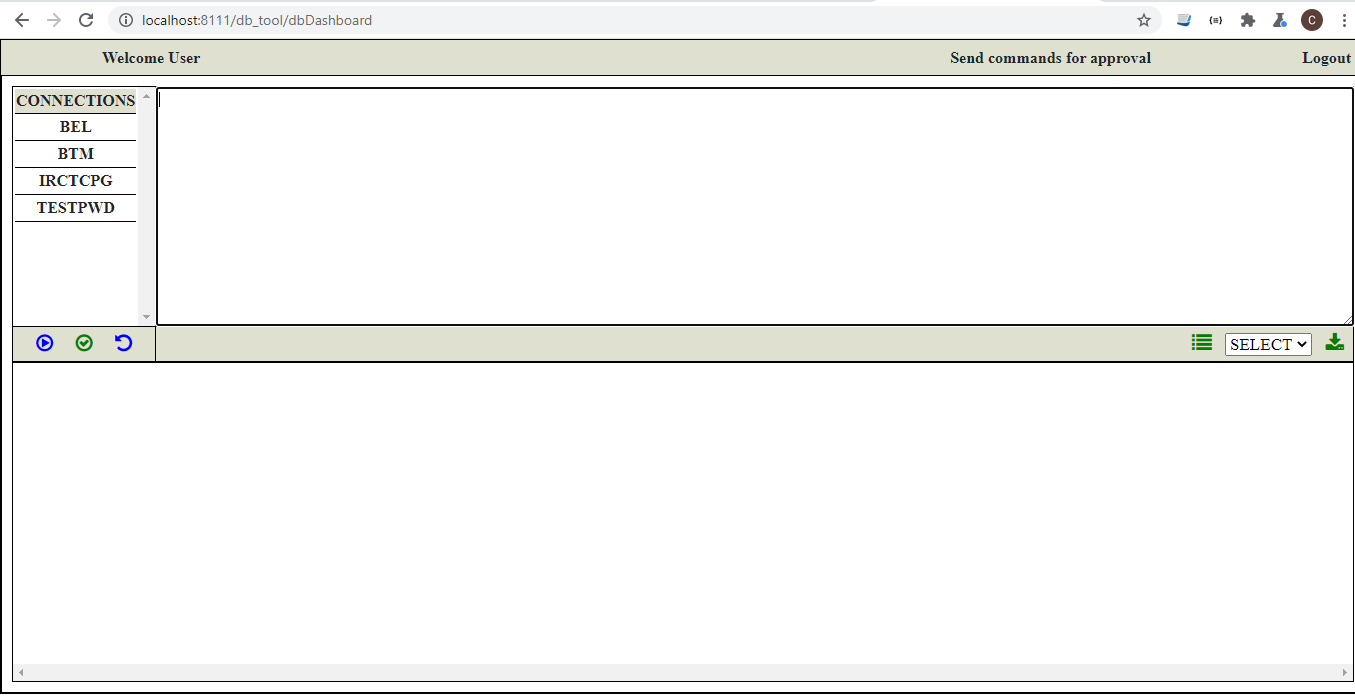 localhost:8111/db_tool/dbDashboard
C
Welcome User
Send commands for approval
Logout
CONNECTIONS
BEL
BTM
IRCTCPG
TESTPWD
SELECT